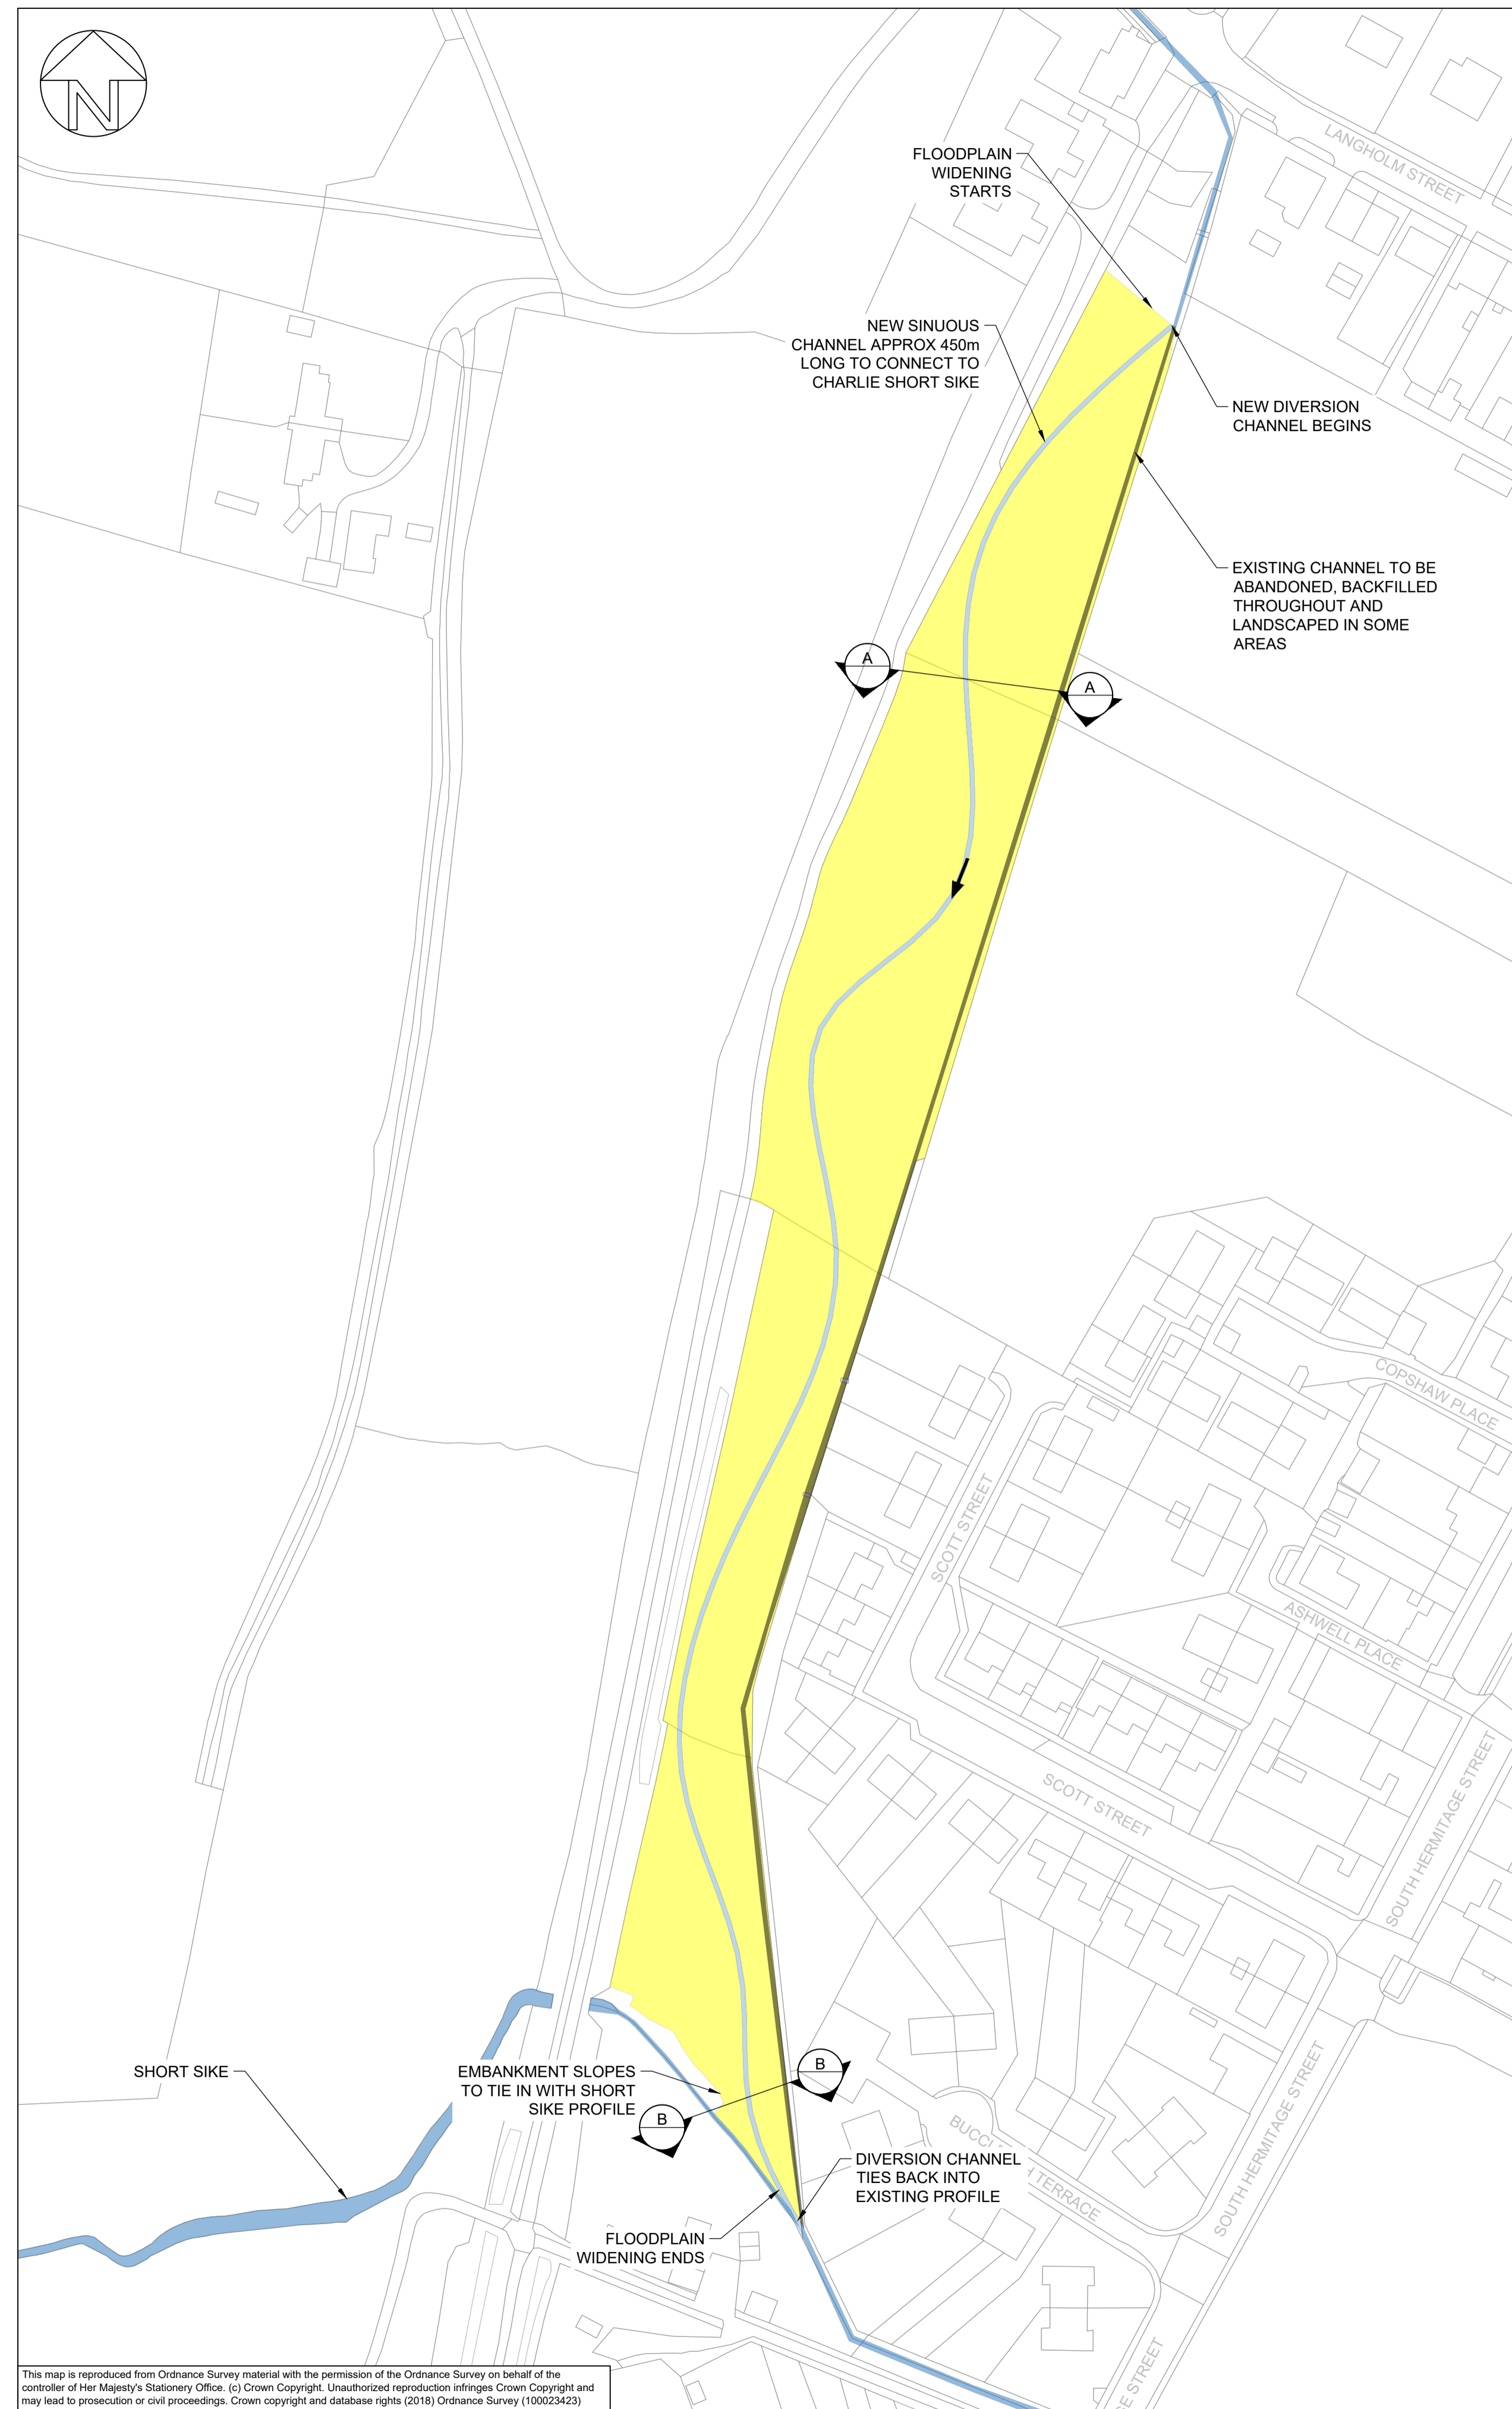 N
LANGHOLM STREET
FLOODPLAIN
WIDENING
STARTS
NEW SINUOUS
CHANNEL APPROX 450m
LONG TO CONNECT TO
CHARLIE SHORT SIKE
NEW DIVERSION
CHANNEL BEGINS
EXISTING CHANNEL TO BE
ABANDONED, BACKFILLED
THROUGHOUT AND
LANDSCAPED IN SOME
AREAS
A
A
COPSHAW PLACE
SCOTT STREET
ASHWELL PLACE
SCOTT STREET
SOUTH HERMITAGE STREET
SHORT SIKE
EMBANKMENT SLOPES
TO TIE IN WITH SHORT
SIKE PROFILE
B
B
TERRACE
SOUTH HERMITAGE STREET
DIVERSION CHANNEL
TIES BACK INTO
EXISTING PROFILE
FLOODPLAIN
WIDENING ENDS
STREET
This map is reproduced from Ordnance Survey material with the permission of the Ordnance Survey on behalf of the
controller of Her Majesty's Stationery Office. (c) Crown Copyright. Unauthorized reproduction infringes Crown Copyright and
may lead to prosecution or civil proceedings. Crown copyright and database rights (2018) Ordnance Survey (100023423)